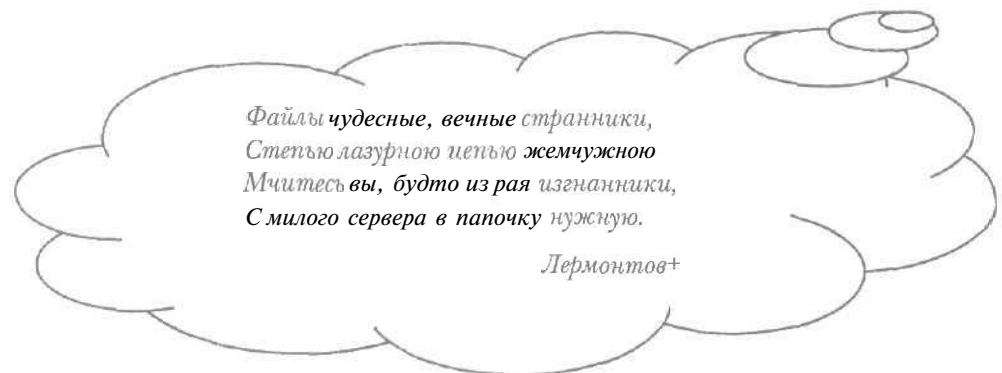 Файлы чудесные, вечные странники,
Степью лазурною цепью жемчужною
Мчитесь вы, будто из рая изгнанники,
С милого сервера в папочку нужную.
Лермонтов+